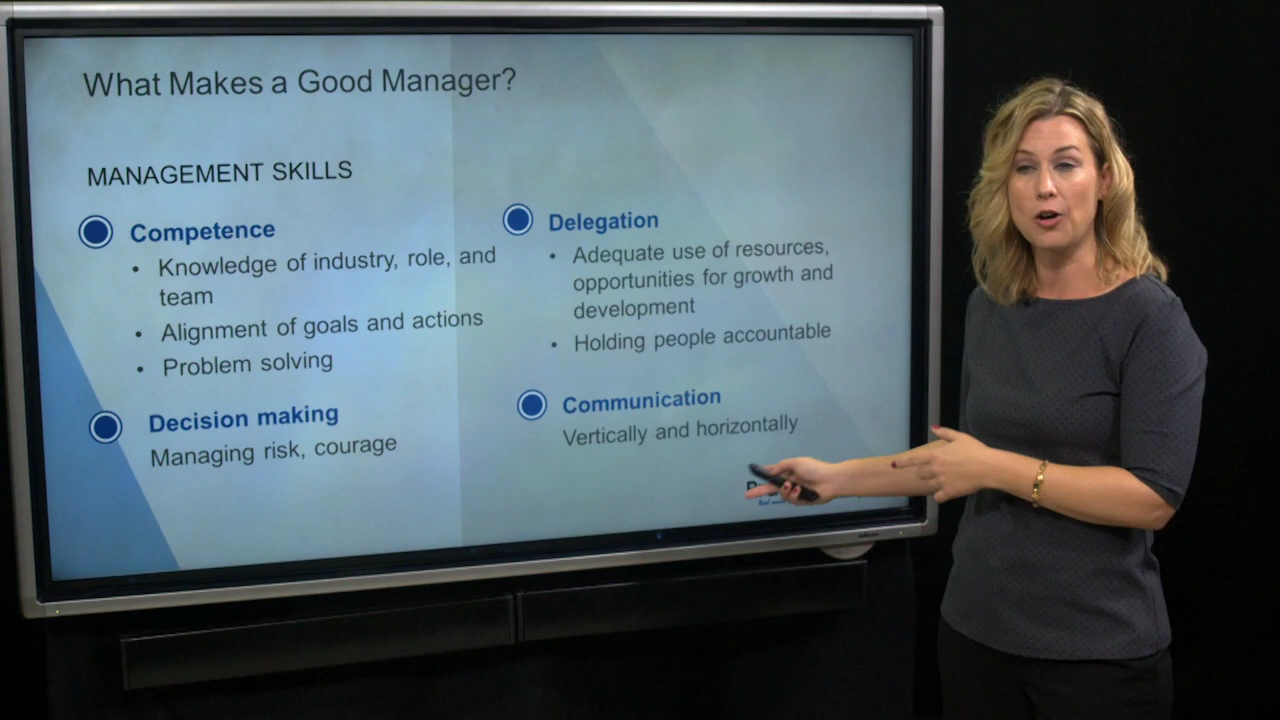 What Makes a Good Manager?
MANAGEMENT SKILLS
Competence
• Knowledge of industry, role, and
team
• Alignment of goals and actions
• Problem solving
Decision making
Managing risk, courage
Delegation
• Adequate use of resources,
opportunities for growth and
development
• Holding people accountable
Communication
Vertically and horizontally